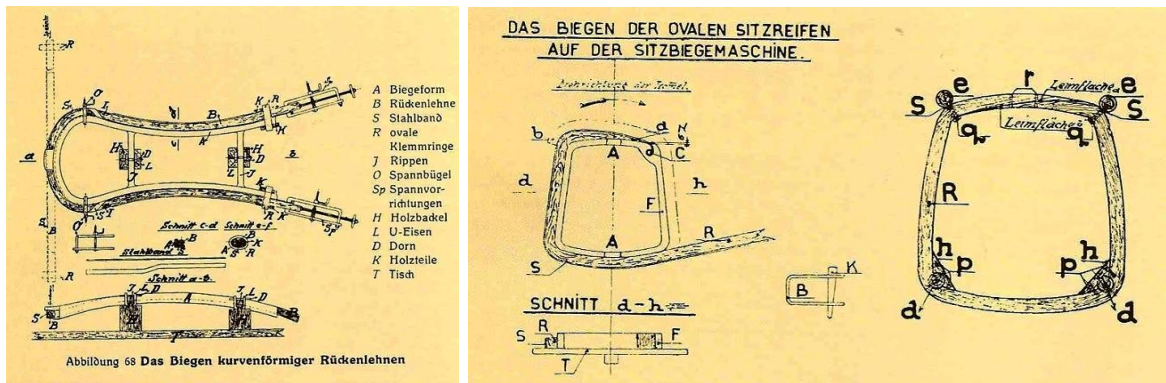 A Biegeform
B Rückenlehne
S Stahlband
R ovale
Klemmringe
J Rippen
O Spannbügel
Sp Spannvor-
richtungen
H Holzbackel
L U-Eisen
D Dorn
K Holzteile
T Tisch
Schnitt c-d Schnitt e-f
Stahlband S
Schnitt a-b
Abbildung 68 Das Biegen kurvenförmiger Rückenlehnen
DAS BIEGEN DER OVALEN SITZREIFEN
AUF DER SITZBIEGEMASCHINE.
b
A
C
d
h
F
A
R
S
SCHNITT d-h
S R F
T
B K
e r e
Leimfläche
S S
Leimfläche
q q
R
h h
p p
d d